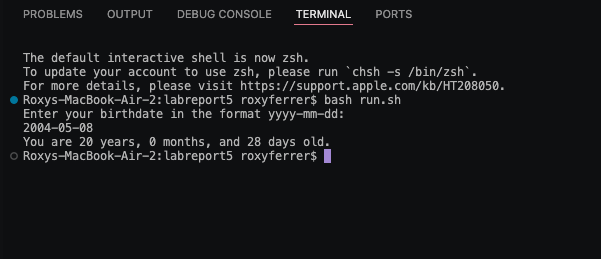 PROBLEMS OUTPUT DEBUG CONSOLE TERMINAL PORTS
The default interactive shell is now zsh.
To update your account to use zsh, please run `chsh -s /bin/zsh`.
For more details, please visit https://support.apple.com/kb/HT208050.
Roxys-MacBook-Air-2:labreport5 roxyferrer$ bash run.sh
Enter your birthdate in the format yyyy-mm-dd:
2004-05-08
You are 20 years, 0 months, and 28 days old.
Roxys-MacBook-Air-2:labreport5 roxyferrer$